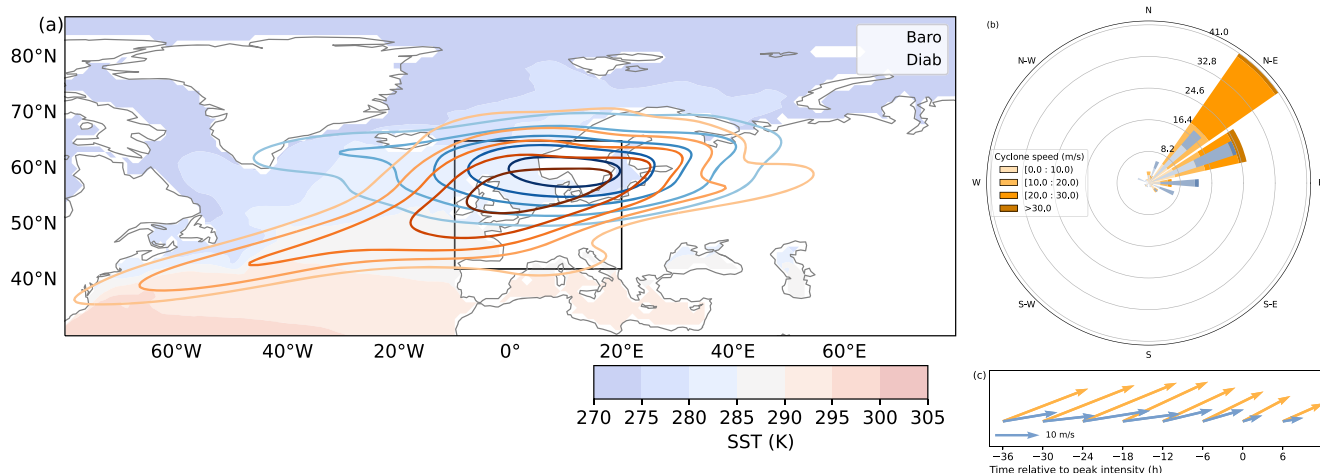 (a)
80°N
70°N
60°N
50°N
40°N
60°W 40°W 20°W 0° 20°E 40°E 60°E
Baro
Diab
270 275 280 285 290 295 300 305
SST (K)
(b)
N
N-E
S-E
S
S-W
W
N-W
8.2
16.4
24.6
32.8
41.0
Cyclone speed (m/s)
[0.0 : 10.0)
[10.0 : 20.0)
[20.0 : 30.0)
>30.0
(c)
10 m/s
−36 −30 −24 −18 −12 −6 0 6
Time relative to peak intensity (h)